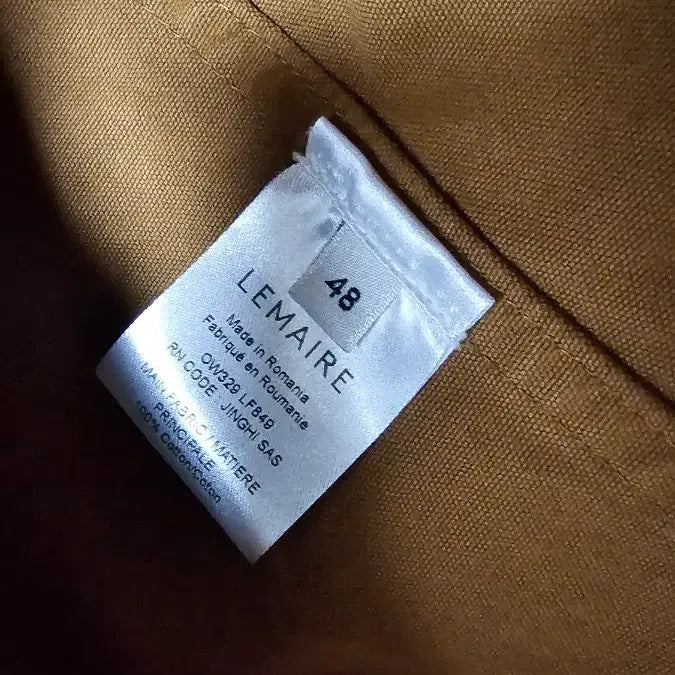 48
LEMAIRE
Made in Romania
Fabriqué en Roumanie
OW329 LF849
RN CODE JINGHI SAS
MAIN FABRIC / MATIERE
PRINCIPALE
100% Cotton/Coton